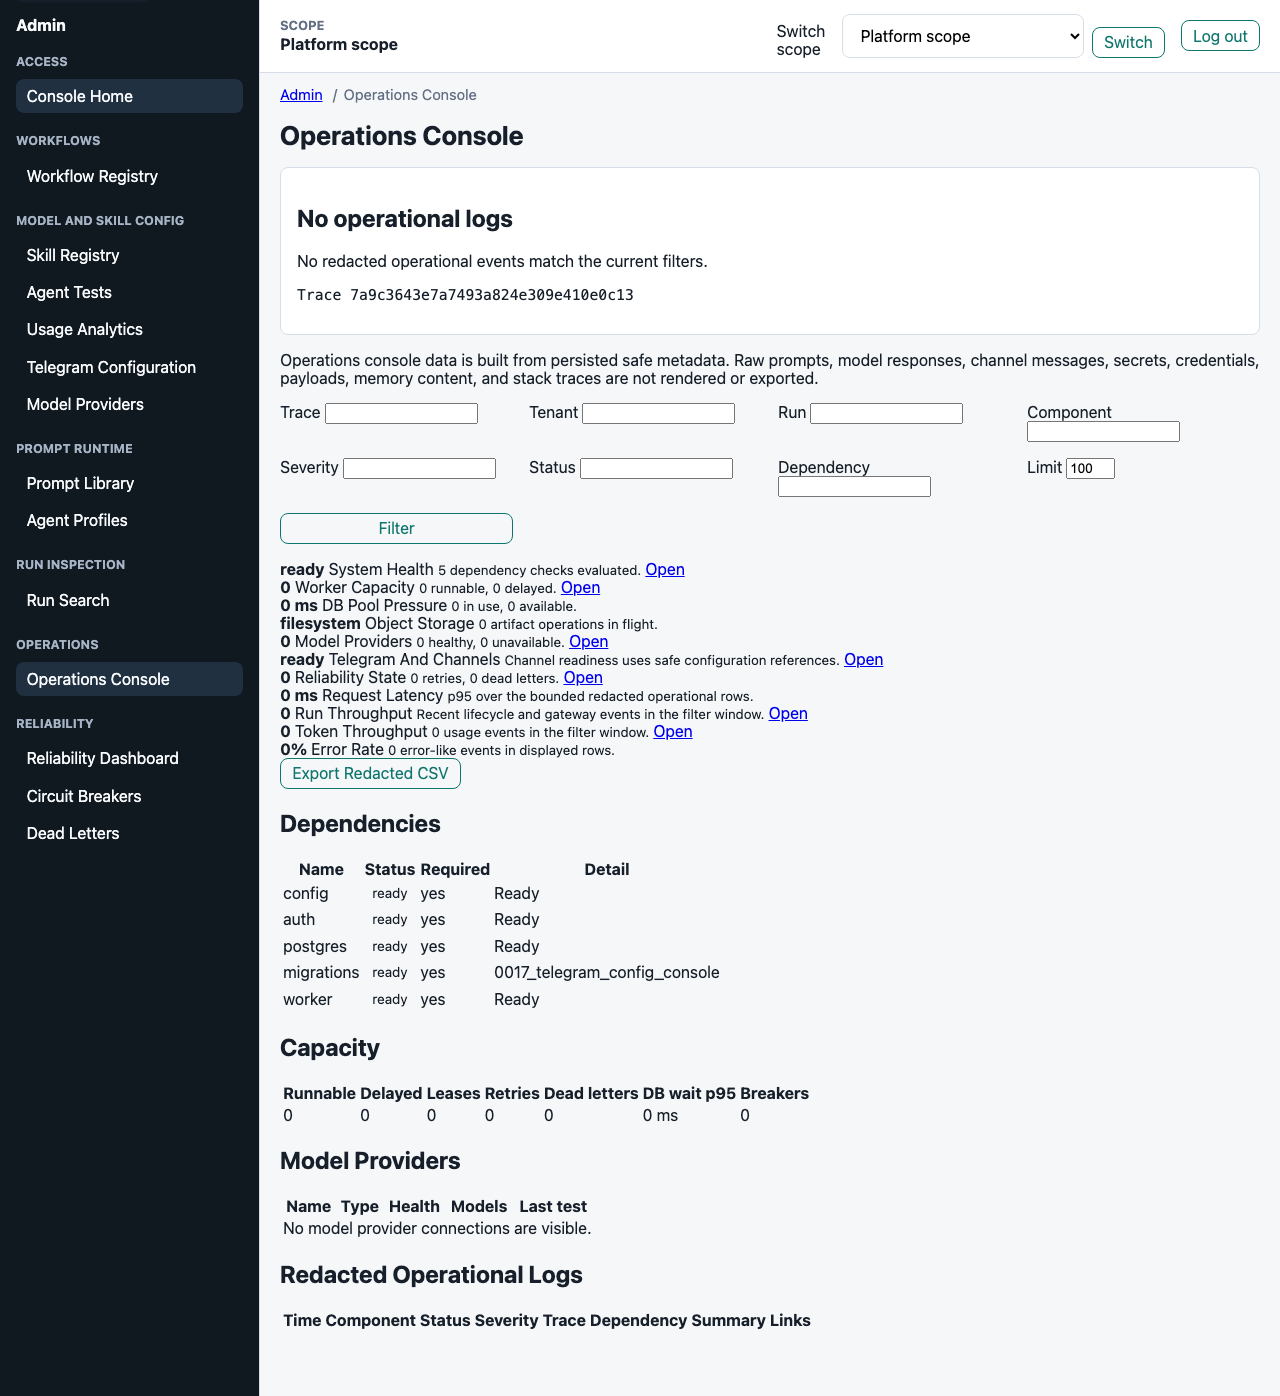 Admin
ACCESS
Console Home
WORKFLOWS
Workflow Registry
MODEL AND SKILL CONFIG
Skill Registry
Agent Tests
Usage Analytics
Telegram Configuration
Model Providers
PROMPT RUNTIME
Prompt Library
Agent Profiles
RUN INSPECTION
Run Search
OPERATIONS
Operations Console
RELIABILITY
Reliability Dashboard
Circuit Breakers
Dead Letters
SCOPE
Platform scope
Switch
scope
Platform scope
Switch
Log out
Admin / Operations Console
Operations Console
No operational logs
No redacted operational events match the current filters.
Trace 7a9c3643e7a7493a824e309e410e0c13
Operations console data is built from persisted safe metadata. Raw prompts, model responses, channel messages, secrets, credentials,
payloads, memory content, and stack traces are not rendered or exported.
Trace
Tenant
Run
Component
Severity
Status
Dependency
Limit 100
Filter
ready System Health 5 dependency checks evaluated. Open
0 Worker Capacity 0 runnable, 0 delayed. Open
0 ms DB Pool Pressure 0 in use, 0 available.
filesystem Object Storage 0 artifact operations in flight.
0 Model Providers 0 healthy, 0 unavailable. Open
ready Telegram And Channels Channel readiness uses safe configuration references. Open
0 Reliability State 0 retries, 0 dead letters. Open
0 ms Request Latency p95 over the bounded redacted operational rows.
0 Run Throughput Recent lifecycle and gateway events in the filter window. Open
0 Token Throughput 0 usage events in the filter window. Open
0% Error Rate 0 error-like events in displayed rows.
Export Redacted CSV
Dependencies
Name Status Required Detail
config ready yes Ready
auth ready yes Ready
postgres ready yes Ready
migrations ready yes 0017_telegram_config_console
worker ready yes Ready
Capacity
Runnable Delayed Leases Retries Dead letters DB wait p95 Breakers
0 0 0 0 0 0 ms 0
Model Providers
Name Type Health Models Last test
No model provider connections are visible.
Redacted Operational Logs
Time Component Status Severity Trace Dependency Summary Links